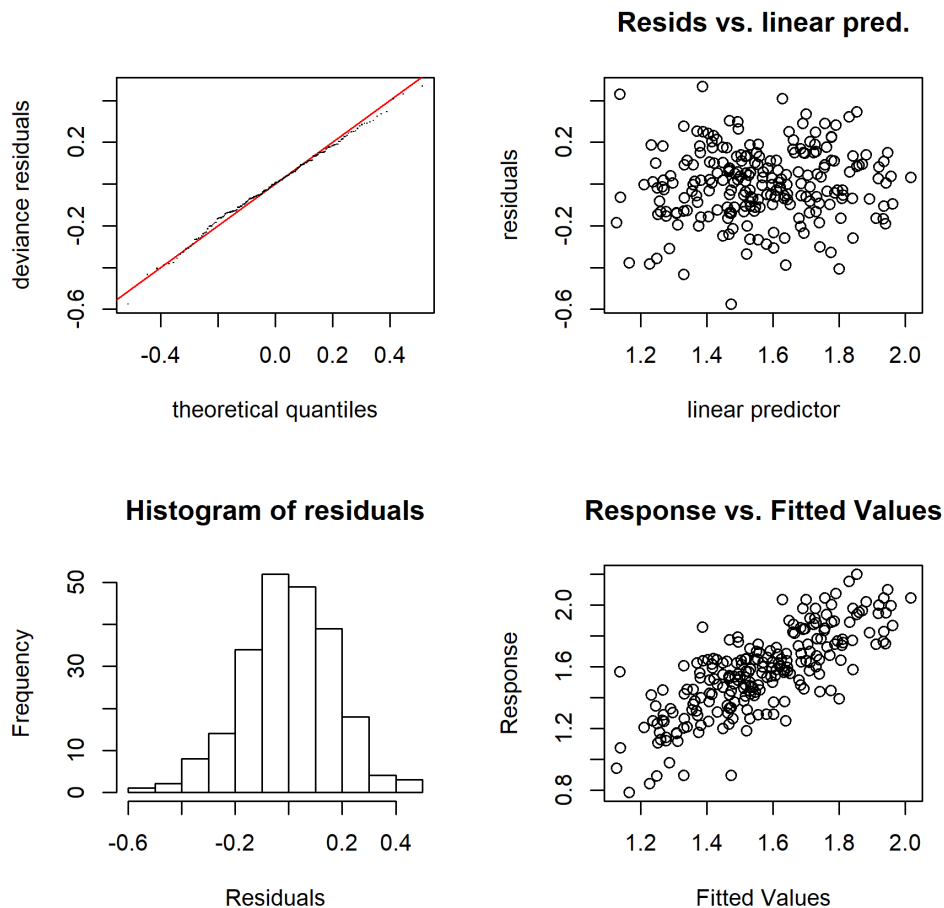 deviance residuals
-0.6
-0.2
0.2
-0.4
0.0
0.2
0.4
theoretical quantiles
Resids vs. linear pred.
residuals
-0.6
-0.2
0.2
1.2
1.4
1.6
1.8
2.0
linear predictor
Histogram of residuals
Frequency
0
10
30
50
-0.6
-0.2
0.2
0.4
Residuals
Response vs. Fitted Values
Response
0.8
1.2
1.6
2.0
1.2
1.4
1.6
1.8
2.0
Fitted Values